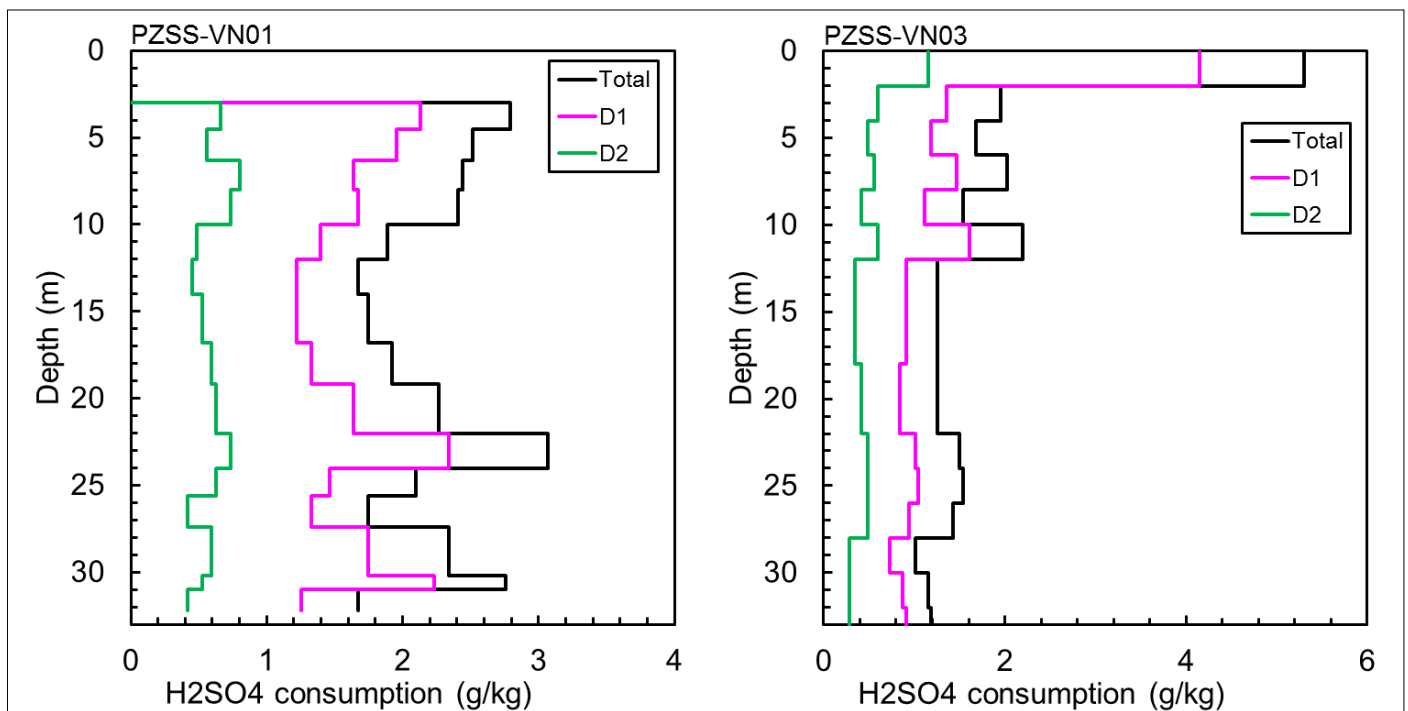 PZSS-VN01
0
5
10
15
20
25
30
Depth (m)
Total
D1
D2
0 1 2 3 4
H2SO4 consumption (g/kg)
PZSS-VN03
0
5
10
15
20
25
30
Depth (m)
Total
D1
D2
0 2 4 6
H2SO4 consumption (g/kg)